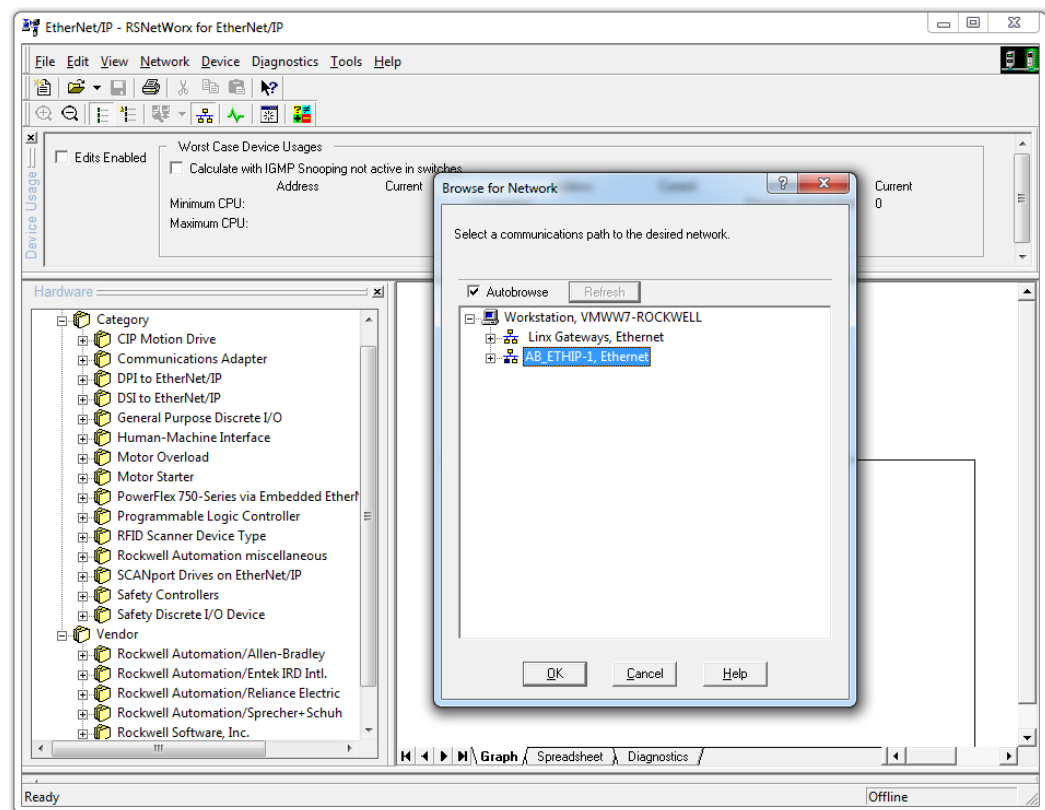 EtherNet/IP - RSNetWorx for EtherNet/IP
File Edit View Network Device Diagnostics Tools Help
Device Usage
Edits Enabled
Worst Case Device Usages
Calculate with IGMP Snooping not active in switches
Address Current Current
Minimum CPU: 0
Maximum CPU:
Hardware
Category
CIP Motion Drive
Communications Adapter
DPI to EtherNet/IP
DSI to EtherNet/IP
General Purpose Discrete I/O
Human-Machine Interface
Motor Overload
Motor Starter
PowerFlex 750-Series via Embedded Ether
Programmable Logic Controller
RFID Scanner Device Type
Rockwell Automation miscellaneous
SCANport Drives on EtherNet/IP
Safety Controllers
Safety Discrete I/O Device
Vendor
Rockwell Automation/Allen-Bradley
Rockwell Automation/Entek IRD Intl.
Rockwell Automation/Reliance Electric
Rockwell Automation/Sprecher+Schuh
Rockwell Software, Inc.
Browse for Network
Select a communications path to the desired network.
Autobrowse Refresh
Workstation, VMWW7-ROCKWELL
Linx Gateways, Ethernet
AB_ETHIP-1, Ethernet
OK Cancel Help
Graph Spreadsheet Diagnostics
Ready Offline